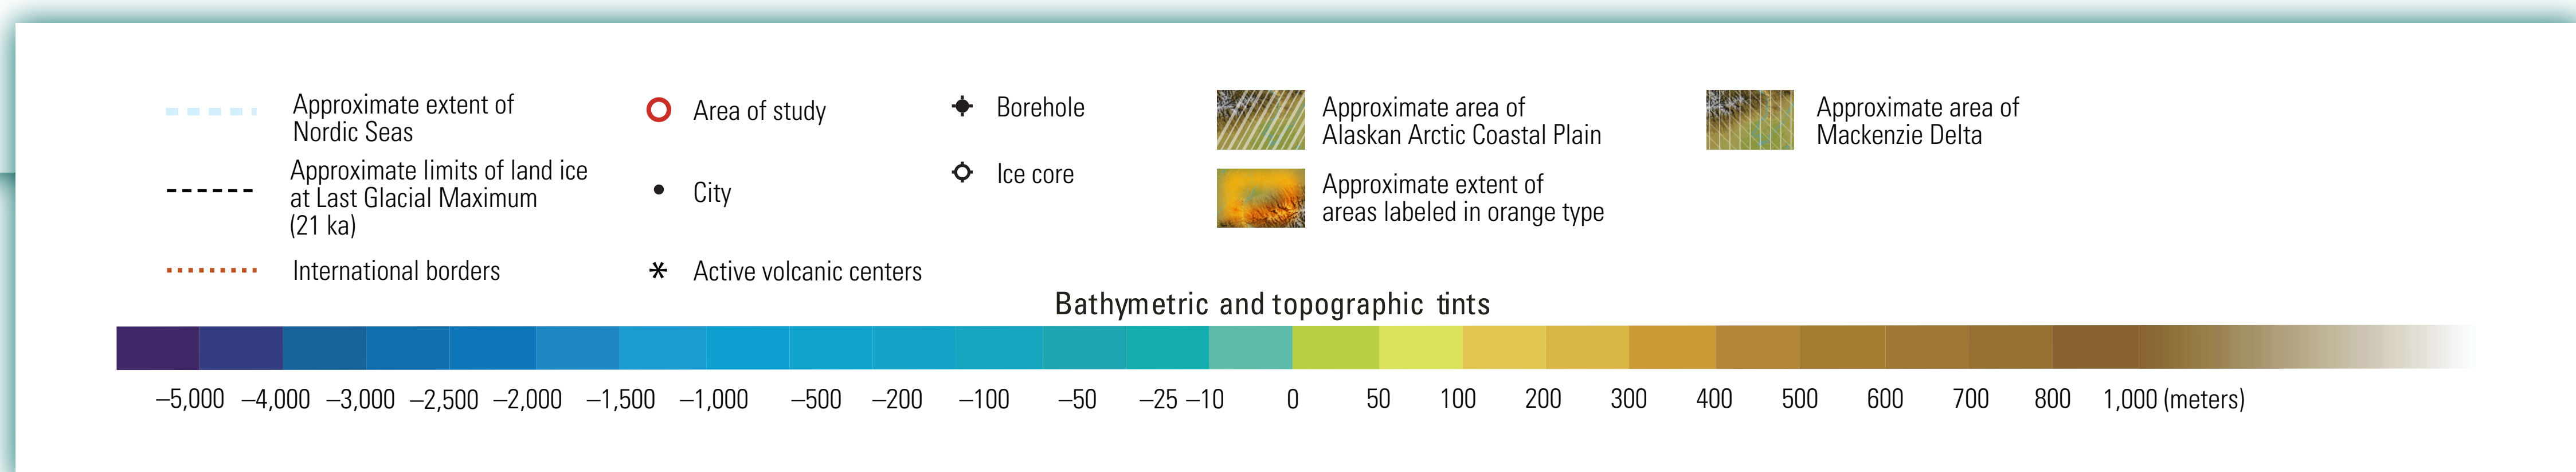 Approximate extent of
Nordic Seas
Approximate limits of land ice
at Last Glacial Maximum
(21 ka)
International borders
Area of study
City
Active volcanic centers
Borehole
Ice core
Approximate area of
Alaskan Arctic Coastal Plain
Approximate extent of
areas labeled in orange type
Approximate area of
Mackenzie Delta
Bathymetric and topographic tints
–5,000 –4,000 –3,000 –2,500 –2,000 –1,500 –1,000 –500 –200 –100 –50 –25 –10 0 50 100 200 300 400 500 600 700 800 1,000 (meters)